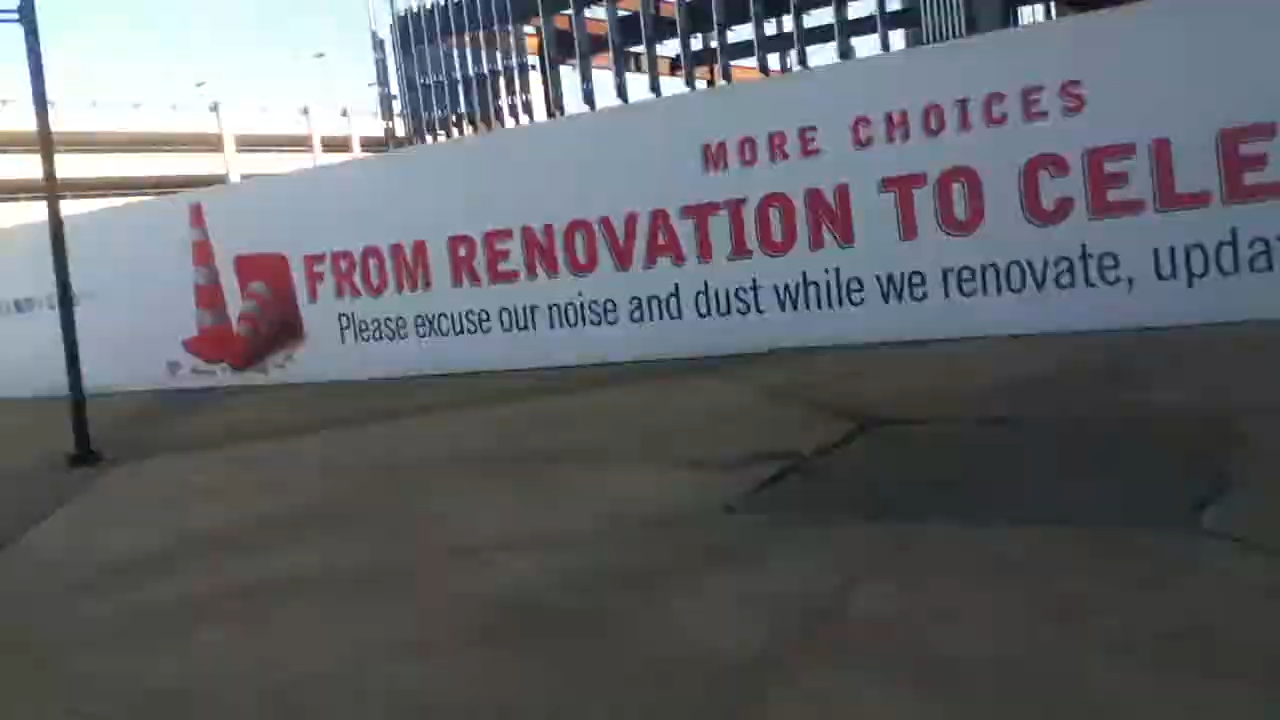 MORE CHOICES
FROM RENOVATION TO CELE
Please excuse our noise and dust while we renovate, upda